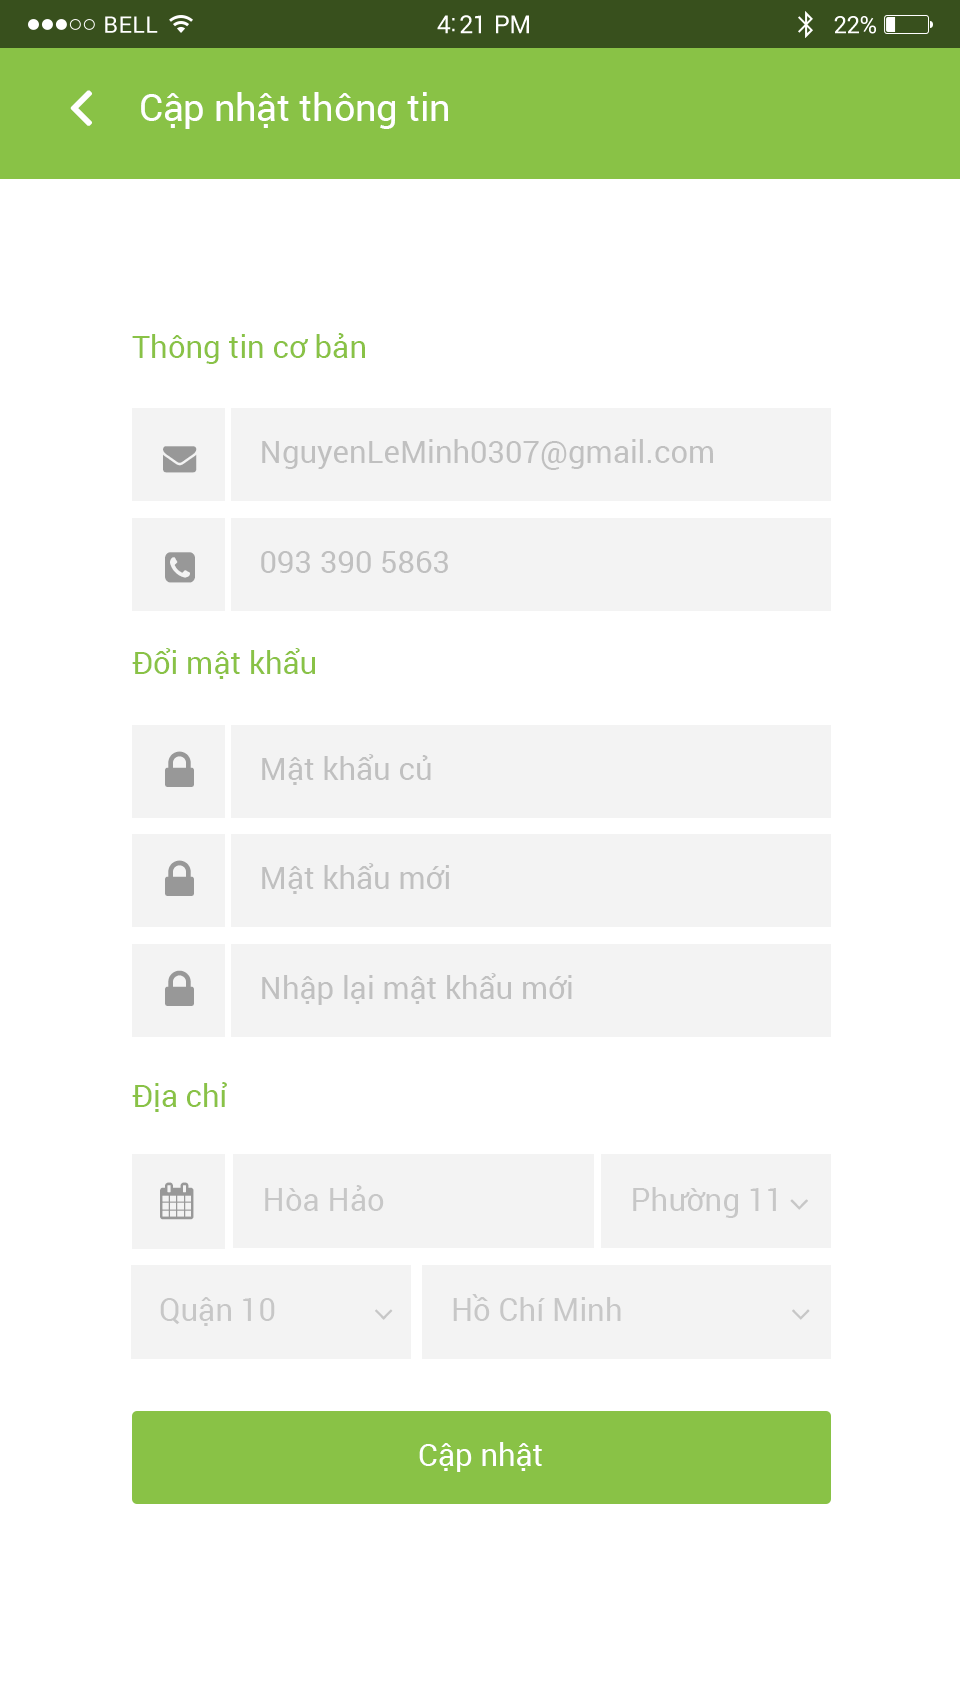 BELL 4:21 PM 22%
Cập nhật thông tin
Thông tin cơ bản
NguyenLeMinh0307@gmail.com
093 390 5863
Đổi mật khẩu
Mật khẩu củ
Mật khẩu mới
Nhập lại mật khẩu mới
Địa chỉ
Hòa Hảo Phường 11
Quận 10 Hồ Chí Minh
Cập nhật